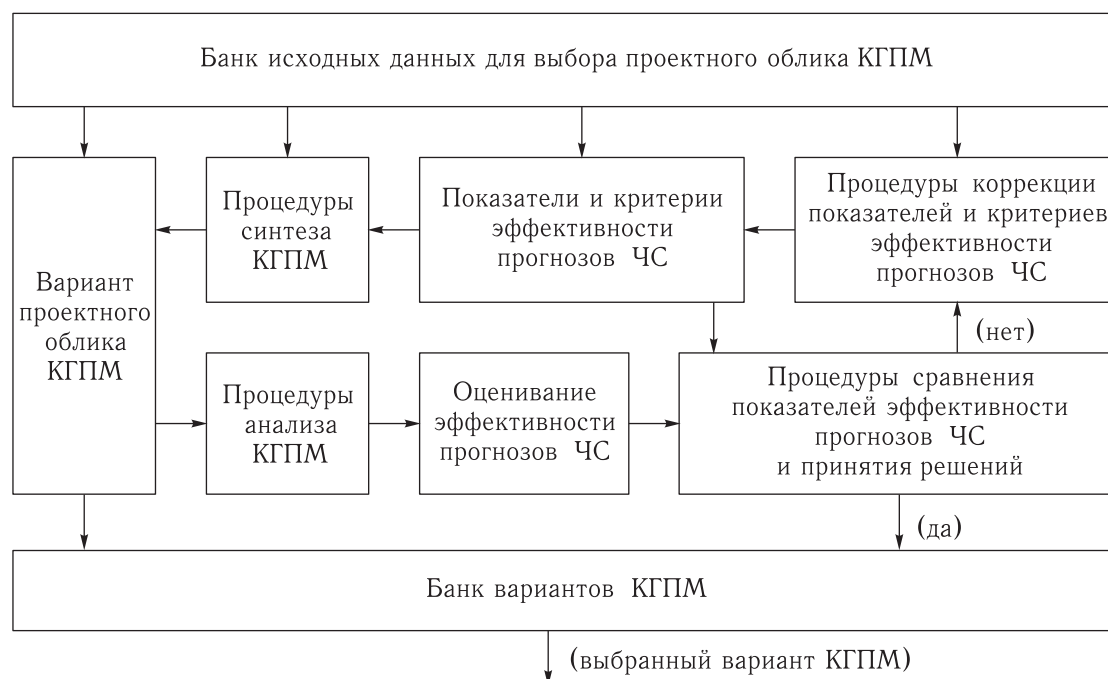 Банк исходных данных для выбора проектного облика КГПМ
Вариант
проектного
облика
КГПМ
Процедуры
синтеза
КГПМ
Показатели и критерии
эффективности
прогнозов ЧС
Процедуры коррекции
показателей и критериев
эффективности
прогнозов ЧС
(нет)
Процедуры
анализа
КГПМ
Оценивание
эффективности
прогнозов ЧС
Процедуры сравнения
показателей эффективности
прогнозов ЧС
и принятия решений
(да)
Банк вариантов КГПМ
(выбранный вариант КГПМ)